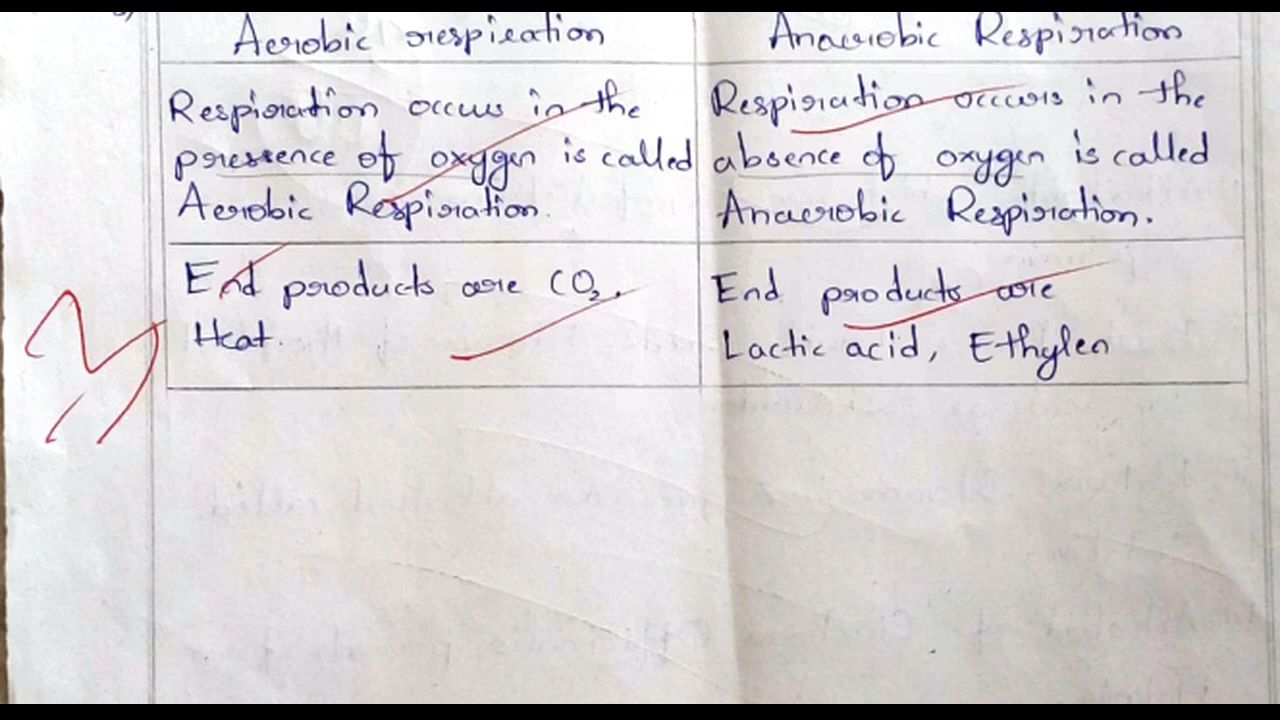 Aerobic respiration
Anaerobic Respiration
Respiration occurs in the
pressence of oxygen is called
Aerobic Respiration.
Respiration occurs in the
absence of oxygen is called
Anaerobic Respiration.
End products are CO₂.
Heat.
End products are
Lactic acid, Ethylen